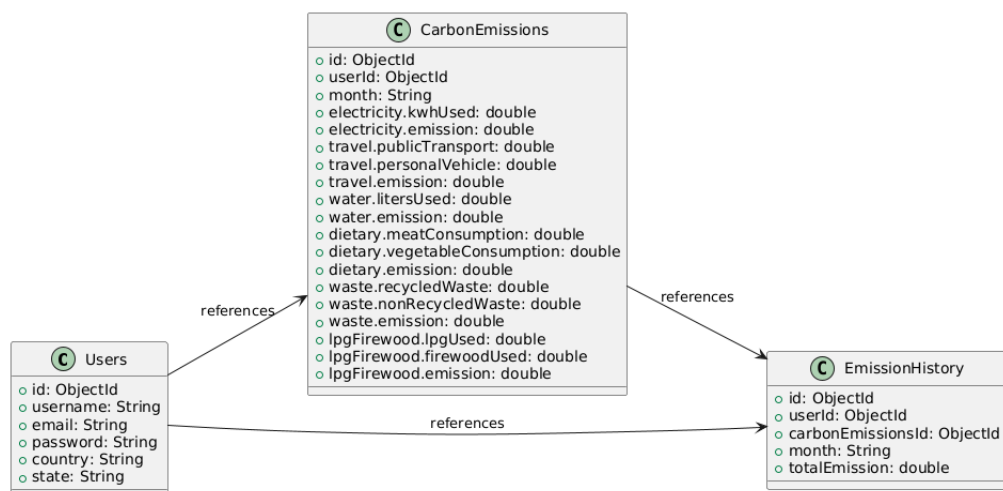 C CarbonEmissions
id: ObjectId
userId: ObjectId
month: String
electricity.kwhUsed: double
electricity.emission: double
travel.publicTransport: double
travel.personalVehicle: double
travel.emission: double
water.litersUsed: double
water.emission: double
dietary.meatConsumption: double
dietary.vegetableConsumption: double
dietary.emission: double
waste.recycledWaste: double
waste.nonRecycledWaste: double
waste.emission: double
lpgFirewood.lpgUsed: double
lpgFirewood.firewoodUsed: double
lpgFirewood.emission: double
references
references
C Users
id: ObjectId
username: String
email: String
password: String
country: String
state: String
references
C EmissionHistory
id: ObjectId
userId: ObjectId
carbonEmissionsId: ObjectId
month: String
totalEmission: double